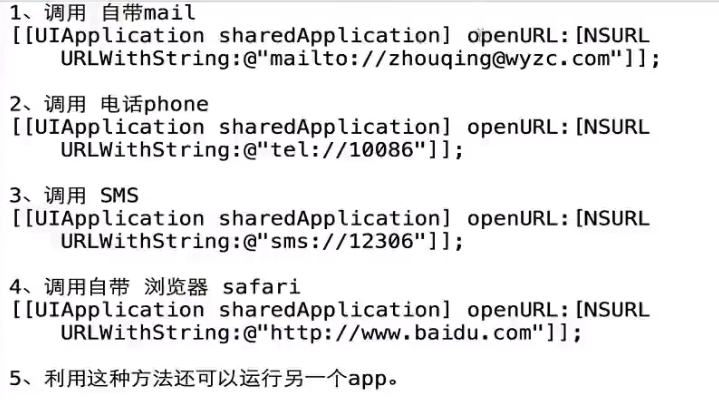 1、调用 自带mail
[[UIApplication sharedApplication] openURL:[NSURL
URLWithString:@"mailto://zhouqing@wyzc.com"]];
2、调用 电话phone
[[UIApplication sharedApplication] openURL:[NSURL
URLWithString:@"tel://10086"]];
3、调用 SMS
[[UIApplication sharedApplication] openURL:[NSURL
URLWithString:@"sms://12306"]];
4、调用自带 浏览器 safari
[[UIApplication sharedApplication] openURL:[NSURL
URLWithString:@"http://www.baidu.com"]];
5、利用这种方法还可以运行另一个app。